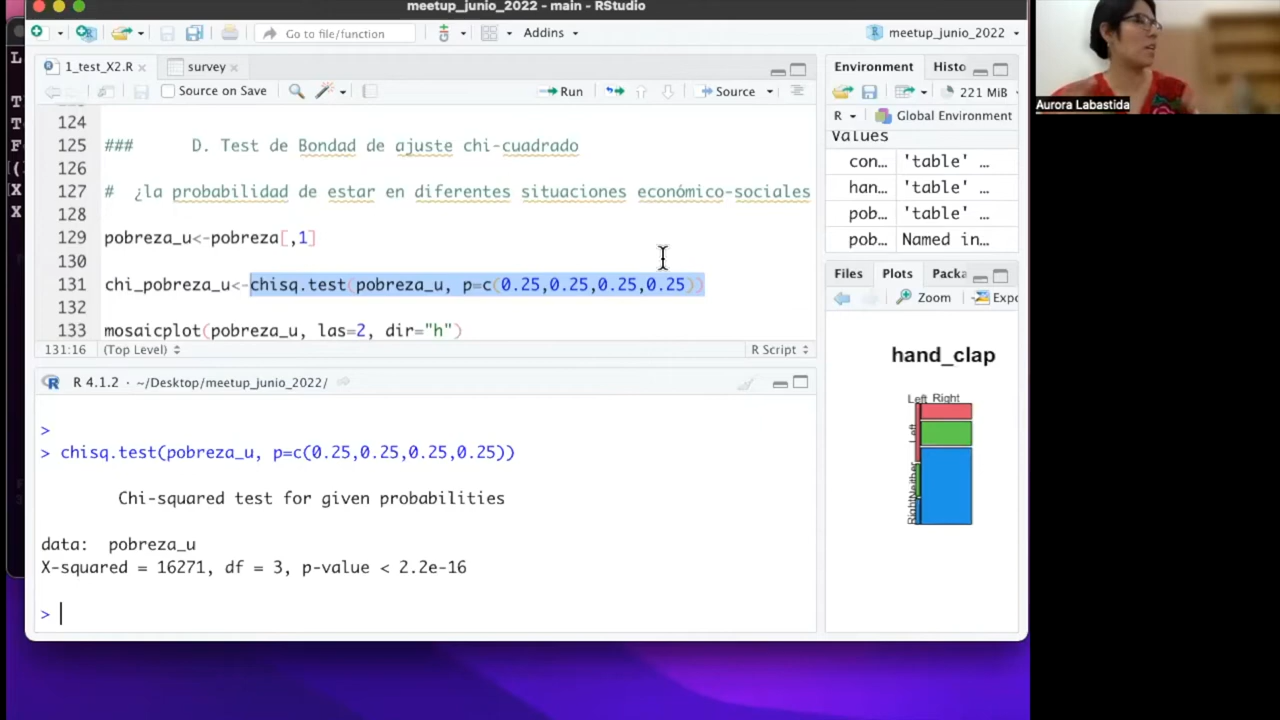 meetup_junio_2022 - main - RStudio
Go to file/function
Addins
meetup_junio_2022
1_test_X2.R
survey
Source on Save
Run
Source
124
125 ### D. Test de Bondad de ajuste chi-cuadrado
126
127 # ¿la probabilidad de estar en diferentes situaciones económico-sociales
128
129 pobreza_u<-pobreza[,1]
130
131 chi_pobreza_u<-chisq.test(pobreza_u, p=c(0.25,0.25,0.25,0.25))
132
133 mosaicplot(pobreza_u, las=2, dir="h")
131:16 (Top Level) R Script
R 4.1.2 · ~/Desktop/meetup_junio_2022/
>
> chisq.test(pobreza_u, p=c(0.25,0.25,0.25,0.25))
Chi-squared test for given probabilities
data: pobreza_u
X-squared = 16271, df = 3, p-value < 2.2e-16
>
Environment Histo
221 MiB
R Global Environment
Values
con… 'table' …
han… 'table' …
pob… 'table' …
pob… Named in…
Files Plots Packa
Zoom Expo
hand_clap
Left Right
Left
Neither
Right
Aurora Labastida
L
T
T
F
(
X
X